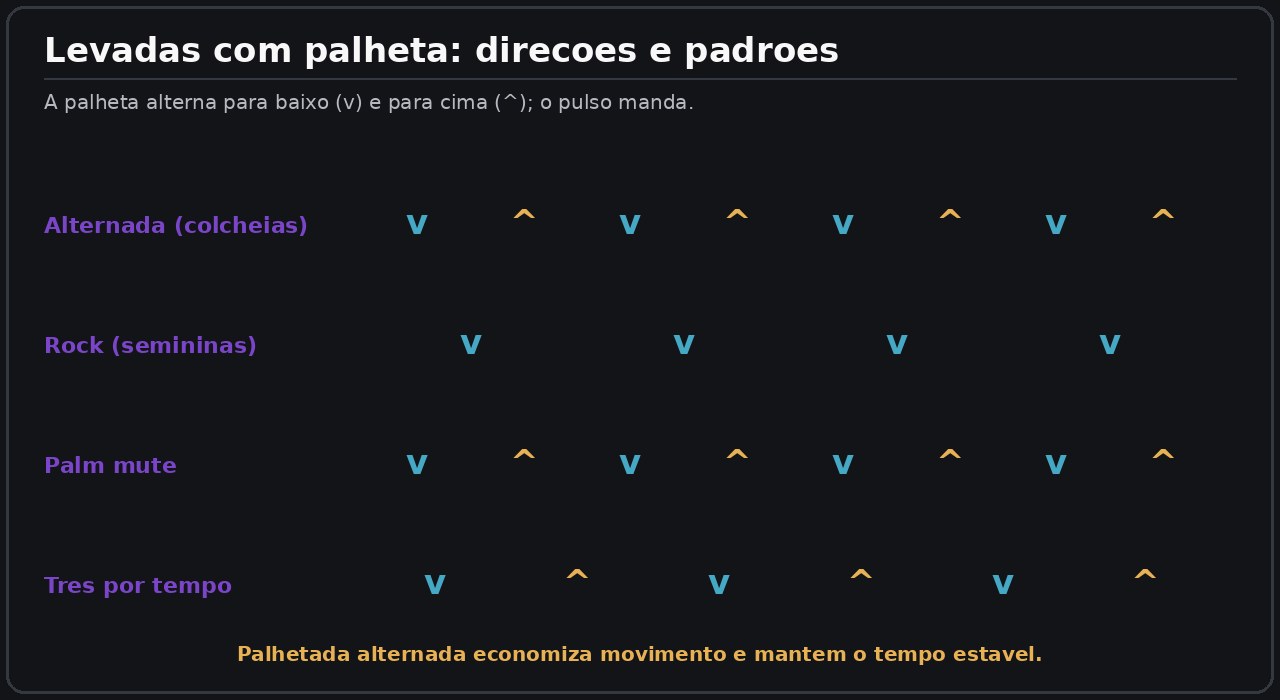 Levadas com palheta: direcoes e padroes
A palheta alterna para baixo (v) e para cima (^); o pulso manda.
Alternada (colcheias) v ^ v ^ v ^ v ^
Rock (semininas) v v v v
Palm mute v ^ v ^ v ^ v ^
Tres por tempo v ^ v ^ v ^
Palhetada alternada economiza movimento e mantem o tempo estavel.